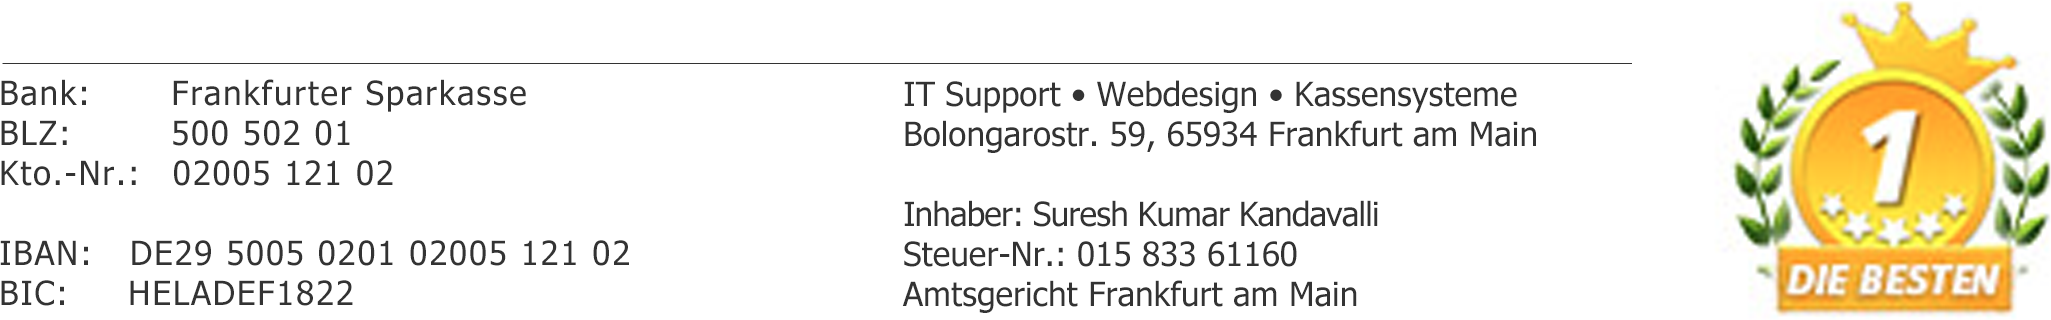 Bank: Frankfurter Sparkasse
BLZ: 500 502 01
Kto.-Nr.: 02005 121 02
IBAN: DE29 5005 0201 02005 121 02
BIC: HELADEF1822
IT Support • Webdesign • Kassensysteme
Bolongarostr. 59, 65934 Frankfurt am Main
Inhaber: Suresh Kumar Kandavalli
Steuer-Nr.: 015 833 61160
Amtsgericht Frankfurt am Main
1
DIE BESTEN